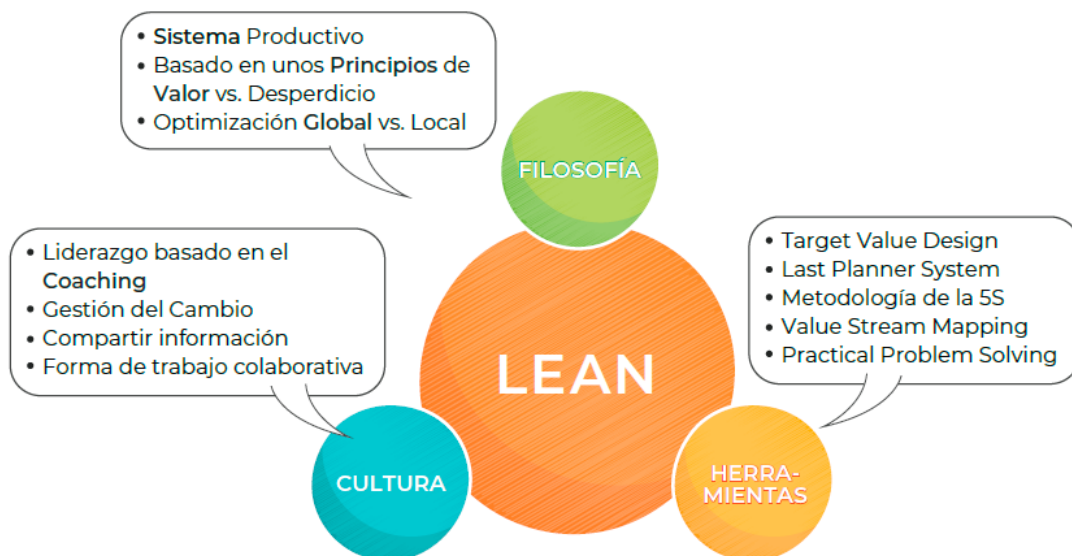 • Sistema Productivo
• Basado en unos Principios de
Valor vs. Desperdicio
• Optimización Global vs. Local
FILOSOFÍA
• Liderazgo basado en el
Coaching
• Gestión del Cambio
• Compartir información
• Forma de trabajo colaborativa
• Target Value Design
• Last Planner System
• Metodología de la 5S
• Value Stream Mapping
• Practical Problem Solving
LEAN
CULTURA
HERRA-
MIENTAS